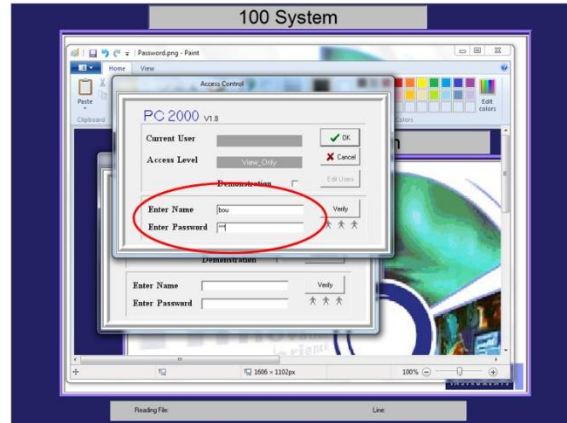 100 System
Password.png - Paint
Home View
Paste
Clipboard
Colors
Edit colors
Access Control
PC 2000 V1.8
Current User
OK
Access Level
View_Only
Cancel
Demonstration
Edit Users
Enter Name
bou
Verify
Enter Password
**
Demonstration
Enter Name
Verify
Enter Password
1606 × 1102px
100%
INSTRUMENTS
Reading File:
Line: